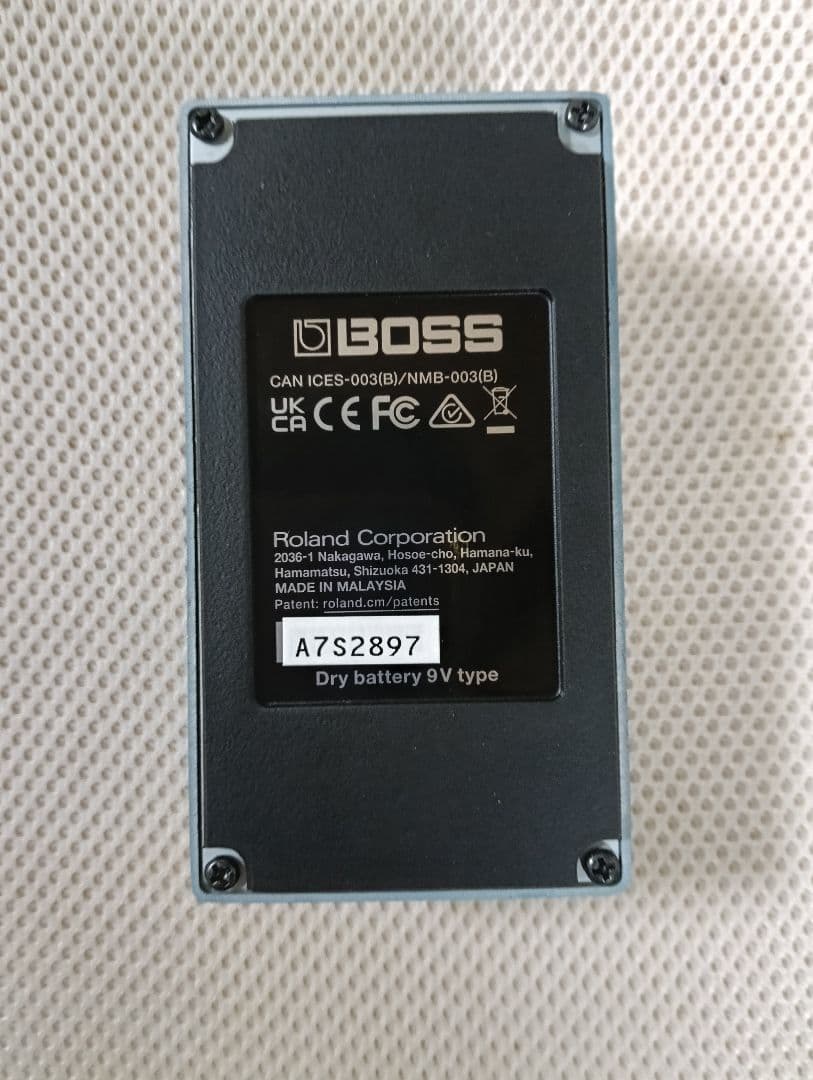 BOSS
CAN ICES-003(B)/NMB-003(B)
UK CA CE FC
Roland Corporation
2036-1 Nakagawa, Hosoe-cho, Hamana-ku,
Hamamatsu, Shizuoka 431-1304, JAPAN
MADE IN MALAYSIA
Patent: roland.cm/patents
A7S2897
Dry battery 9V type